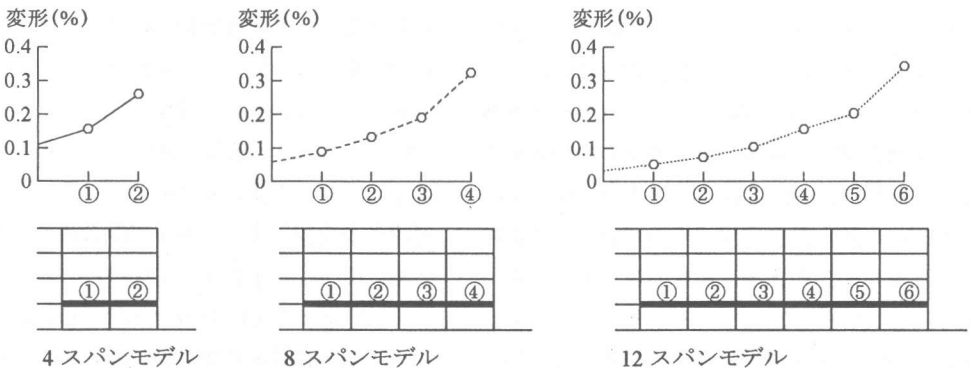 変形(%)
0.4
0.3
0.2
0.1
0
① ②
① ②
4 スパンモデル
変形(%)
0.4
0.3
0.2
0.1
0
① ② ③ ④
① ② ③ ④
8 スパンモデル
変形(%)
0.4
0.3
0.2
0.1
0
① ② ③ ④ ⑤ ⑥
① ② ③ ④ ⑤ ⑥
12 スパンモデル